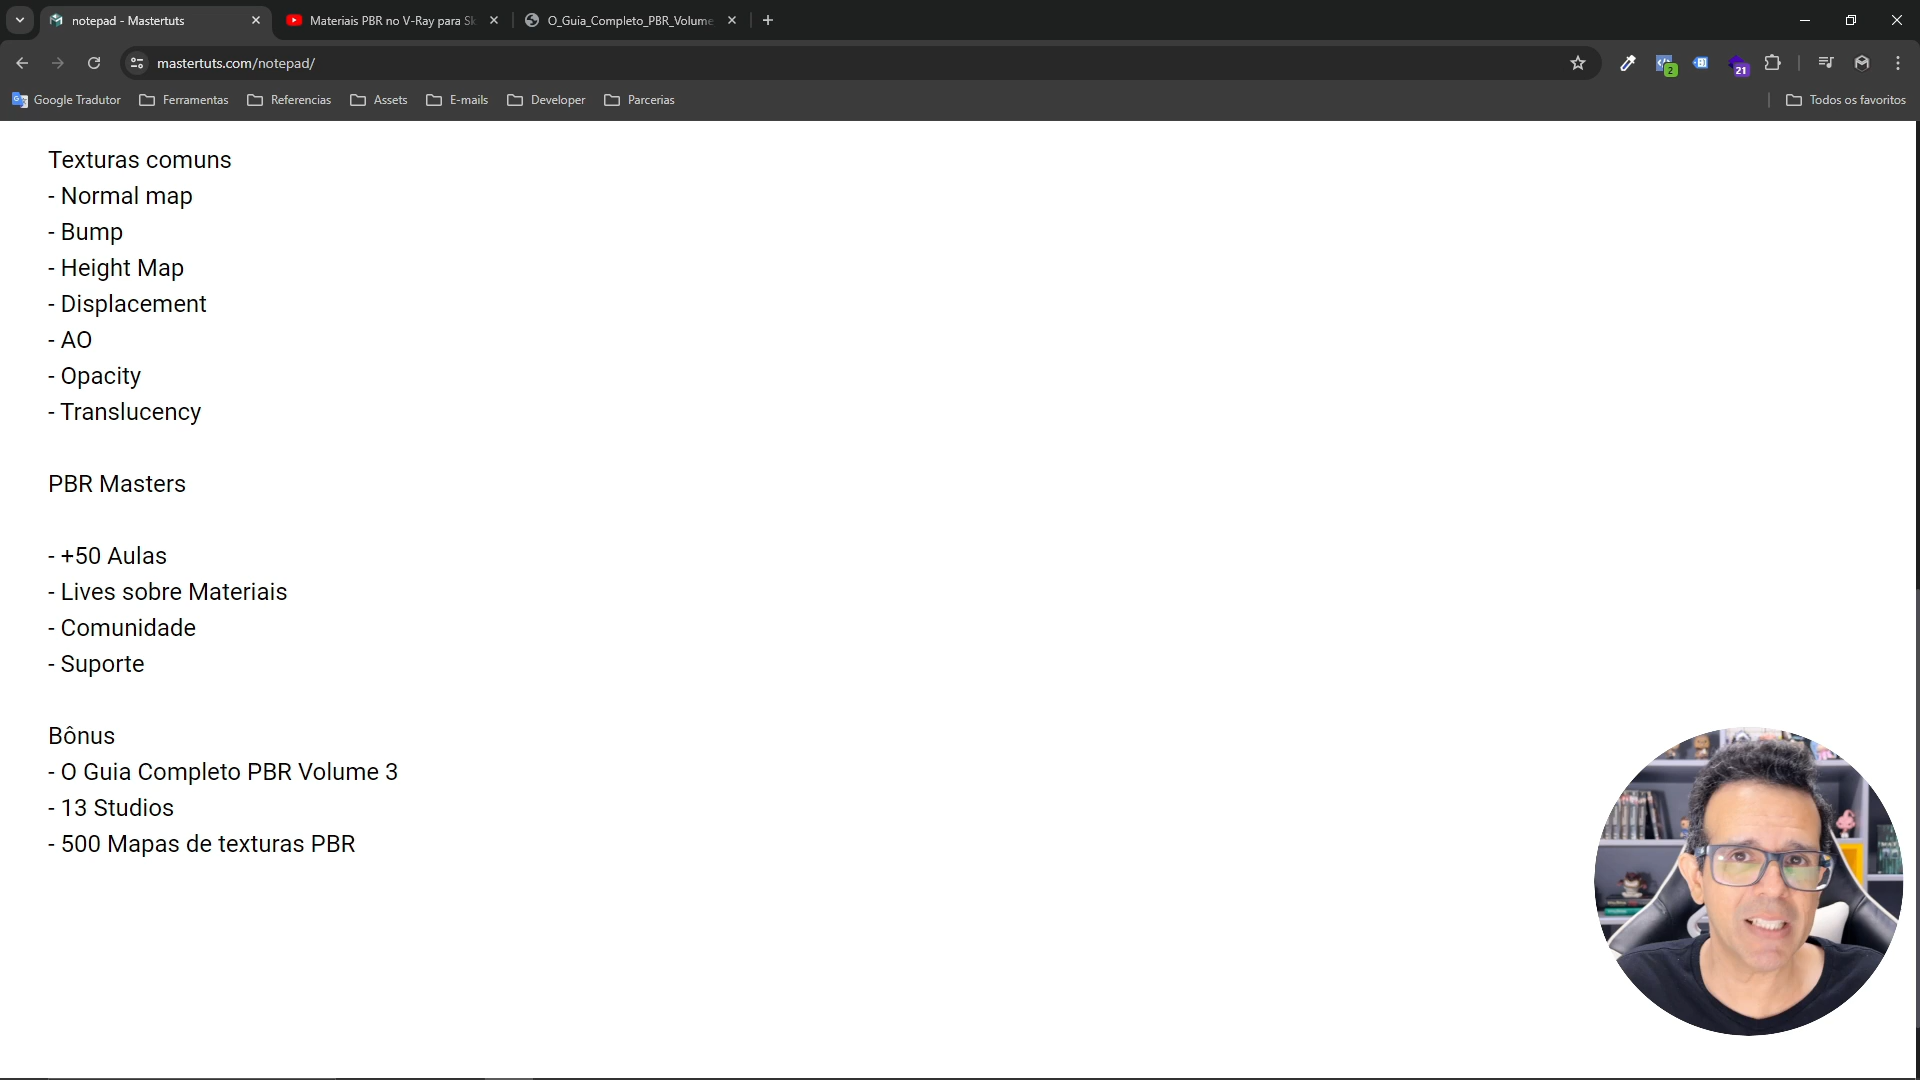 notepad - Mastertuts
Materiais PBR no V-Ray para Sk
O_Guia_Completo_PBR_Volume
mastertuts.com/notepad/
2
21
Google Tradutor
Ferramentas
Referencias
Assets
E-mails
Developer
Parcerias
Todos os favoritos
Texturas comuns
- Normal map
- Bump
- Height Map
- Displacement
- AO
- Opacity
- Translucency
PBR Masters
- +50 Aulas
- Lives sobre Materiais
- Comunidade
- Suporte
Bônus
- O Guia Completo PBR Volume 3
- 13 Studios
- 500 Mapas de texturas PBR